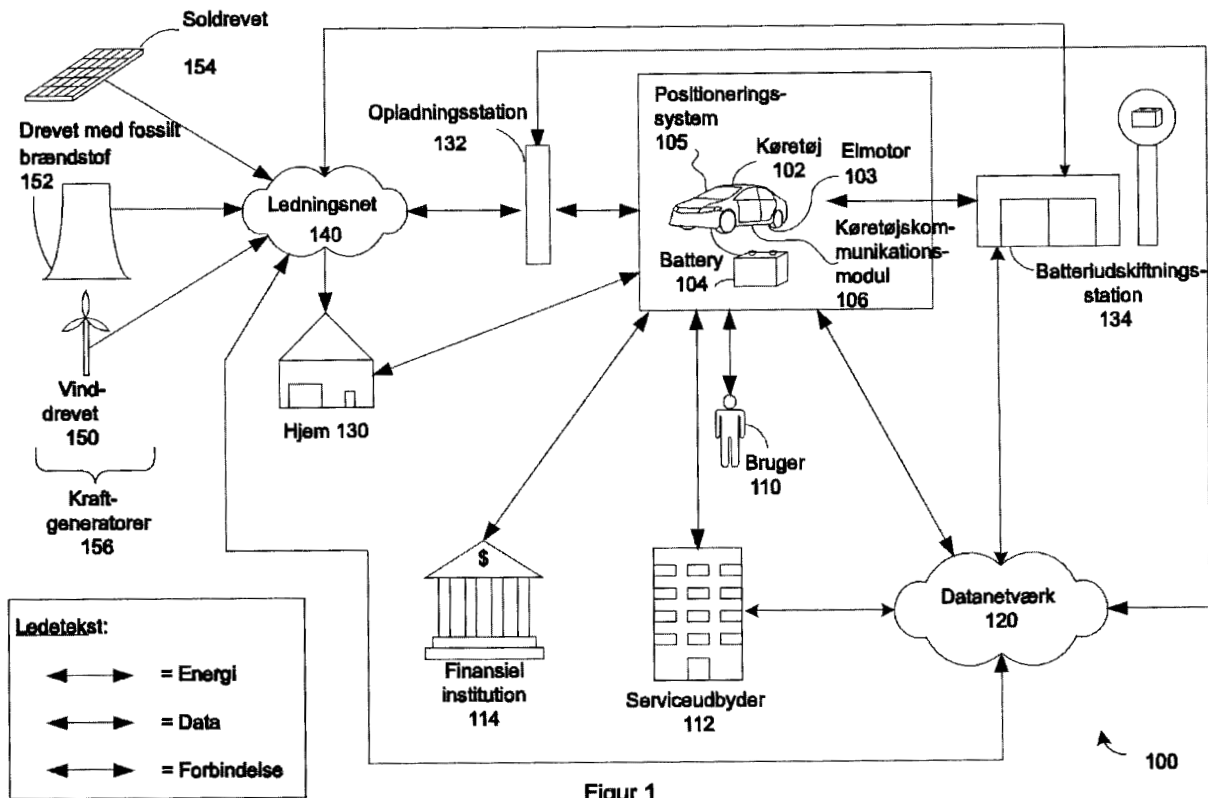 Soldrevet
154
Drevet med fossilt
brændstof
152
Vind-
drevet
150
Kraft-
generatorer
156
Ledningsnet
140
Hjem 130
Opladningsstation
132
Positionerings-
system
105
Køretøj
102
Elmotor
103
Køretøjskom-
munikations-
modul
106
Battery
104
Batteriudskiftnings-
station
134
Bruger
110
$
Finansiel
institution
114
Serviceudbyder
112
Datanetværk
120
Ledetekst:
= Energi
= Data
= Forbindelse
100
Figur 1